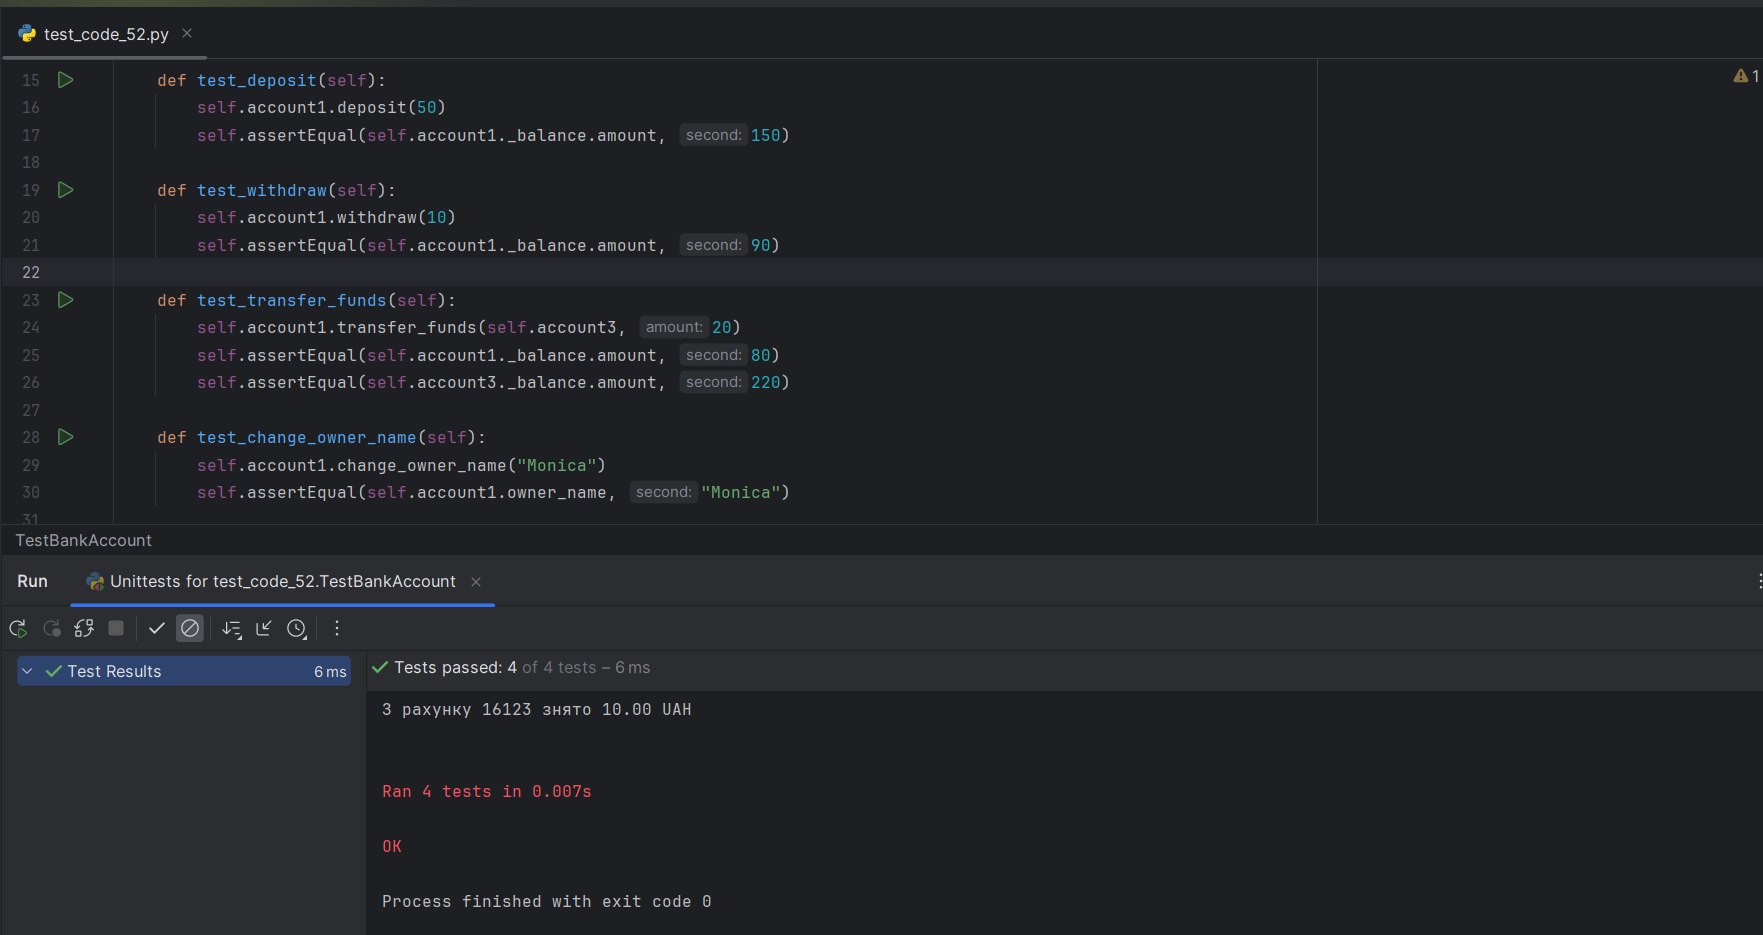 test_code_52.py
1
15 def test_deposit(self):
16 self.account1.deposit(50)
17 self.assertEqual(self.account1._balance.amount, second: 150)
18
19 def test_withdraw(self):
20 self.account1.withdraw(10)
21 self.assertEqual(self.account1._balance.amount, second: 90)
22
23 def test_transfer_funds(self):
24 self.account1.transfer_funds(self.account3, amount: 20)
25 self.assertEqual(self.account1._balance.amount, second: 80)
26 self.assertEqual(self.account3._balance.amount, second: 220)
27
28 def test_change_owner_name(self):
29 self.account1.change_owner_name("Monica")
30 self.assertEqual(self.account1.owner_name, second: "Monica")
31
TestBankAccount
Run Unittests for test_code_52.TestBankAccount
Test Results 6 ms
Tests passed: 4 of 4 tests – 6 ms
З рахунку 16123 знято 10.00 UAH
Ran 4 tests in 0.007s
OK
Process finished with exit code 0